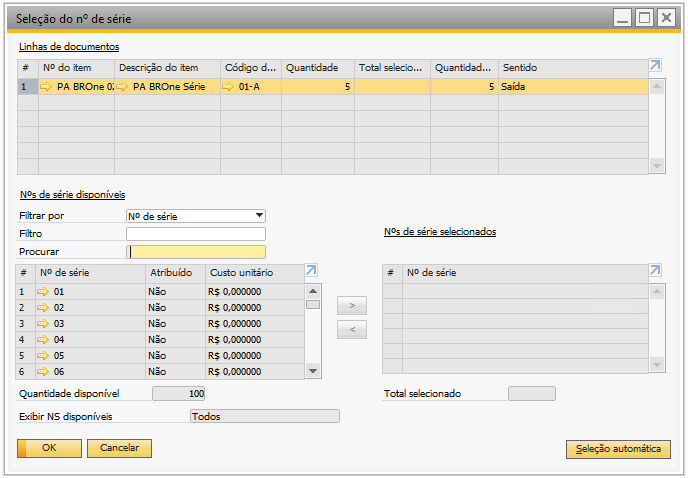 Seleção do nº de série
Linhas de documentos
# Nº do item Descrição do item Código d... Quantidade Total selecio... Quantidad... Sentido
1 PA BROne 02 PA BROne Série 01-A 5 5 Saída
Nºs de série disponíveis
Filtrar por Nº de série
Filtro
Nºs de série selecionados
Procurar
# Nº de série Atribuído Custo unitário # Nº de série
1 01 Não R$ 0,000000
2 02 Não R$ 0,000000
3 03 Não R$ 0,000000
4 04 Não R$ 0,000000
5 05 Não R$ 0,000000
6 06 Não R$ 0,000000
>
<
Quantidade disponível 100 Total selecionado
Exibir NS disponíveis Todos
OK Cancelar Seleção automática